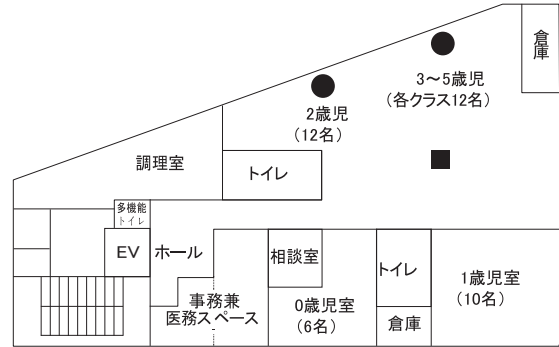 倉庫
3～5歳児
(各クラス12名)
2歳児
(12名)
調理室
トイレ
多機能
トイレ
EV
ホール
相談室
トイレ
1歳児室
(10名)
事務兼
医務スペース
0歳児室
(6名)
倉庫